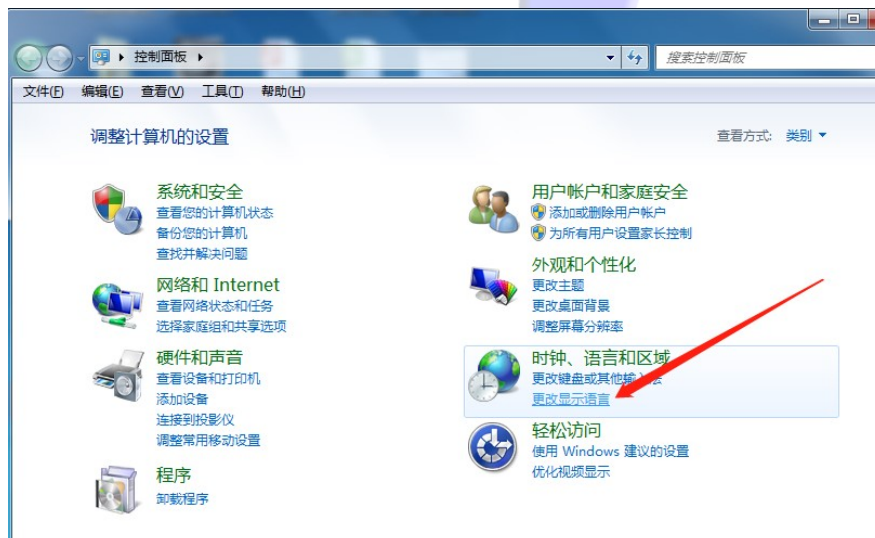 控制面板
搜索控制面板
文件(F) 编辑(E) 查看(V) 工具(T) 帮助(H)
调整计算机的设置
查看方式: 类别
系统和安全
查看您的计算机状态
备份您的计算机
查找并解决问题
网络和 Internet
查看网络状态和任务
选择家庭组和共享选项
硬件和声音
查看设备和打印机
添加设备
连接到投影仪
调整常用移动设置
程序
卸载程序
用户帐户和家庭安全
添加或删除用户帐户
为所有用户设置家长控制
外观和个性化
更改主题
更改桌面背景
调整屏幕分辨率
时钟、语言和区域
更改键盘或其他输入法
更改显示语言
轻松访问
使用 Windows 建议的设置
优化视频显示